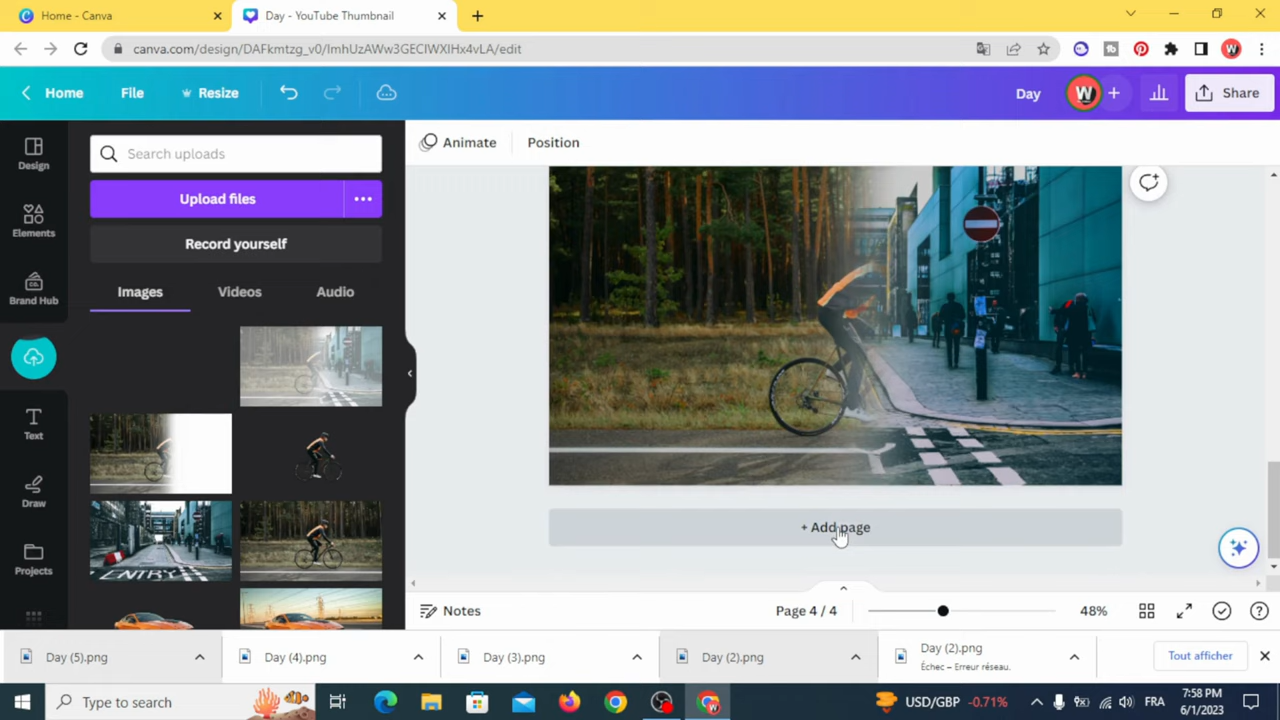 Home - Canva
Day - YouTube Thumbnail
canva.com/design/DAFkmtzg_v0/ImhUzAWw3GECIWXIHx4vLA/edit
Home
File
Resize
Day
W
Share
Design
Elements
Brand Hub
Text
Draw
Projects
Search uploads
Upload files
Record yourself
Images
Videos
Audio
ENTRY
Animate
Position
+ Add page
Notes
Page 4 / 4
48%
Day (5).png
Day (4).png
Day (3).png
Day (2).png
Day (2).png
Échec – Erreur réseau.
Tout afficher
Type to search
USD/GBP -0.71%
FRA
7:58 PM
6/1/2023